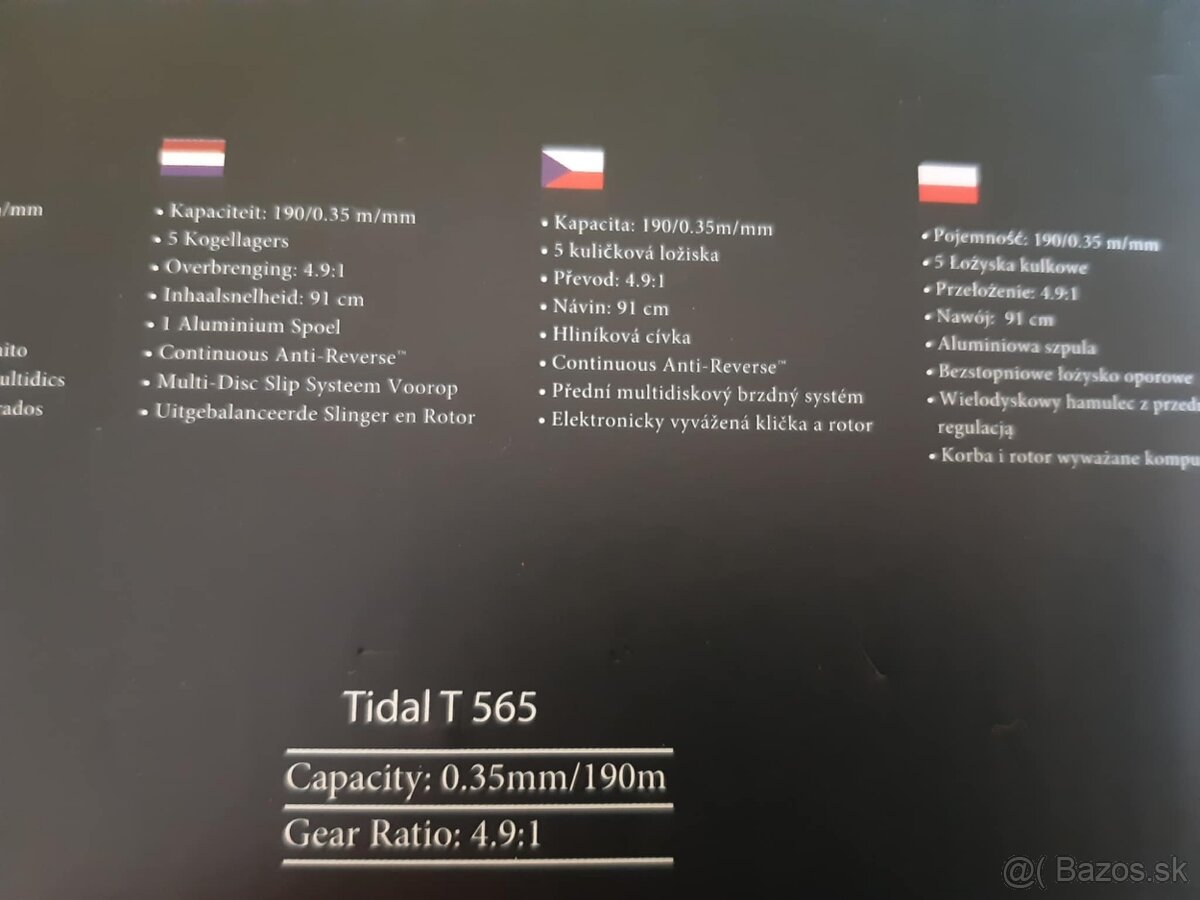 /mm
ito
ultidics
rados
• Kapaciteit: 190/0.35 m/mm
• 5 Kogellagers
• Overbrenging: 4.9:1
• Inhaalsnelheid: 91 cm
• 1 Aluminium Spoel
• Continuous Anti-Reverse™
• Multi-Disc Slip Systeem Voorop
• Uitgebalanceerde Slinger en Rotor
• Kapacita: 190/0.35m/mm
• 5 kuličková ložiska
• Převod: 4.9:1
• Návin: 91 cm
• Hliníková cívka
• Continuous Anti-Reverse™
• Přední multidiskový brzdný systém
• Elektronicky vyvážená klička a rotor
• Pojemność: 190/0.35 m/mm
• 5 Łożyska kulkowe
• Przełożenie: 4.9:1
• Nawój: 91 cm
• Aluminiowa szpula
• Bezstopniowe łożysko oporowe
• Wielodyskowy hamulec z przedn
regulacją
• Korba i rotor wyważane kompu
Tidal T 565
Capacity: 0.35mm/190m
Gear Ratio: 4.9:1
@( Bazos.sk